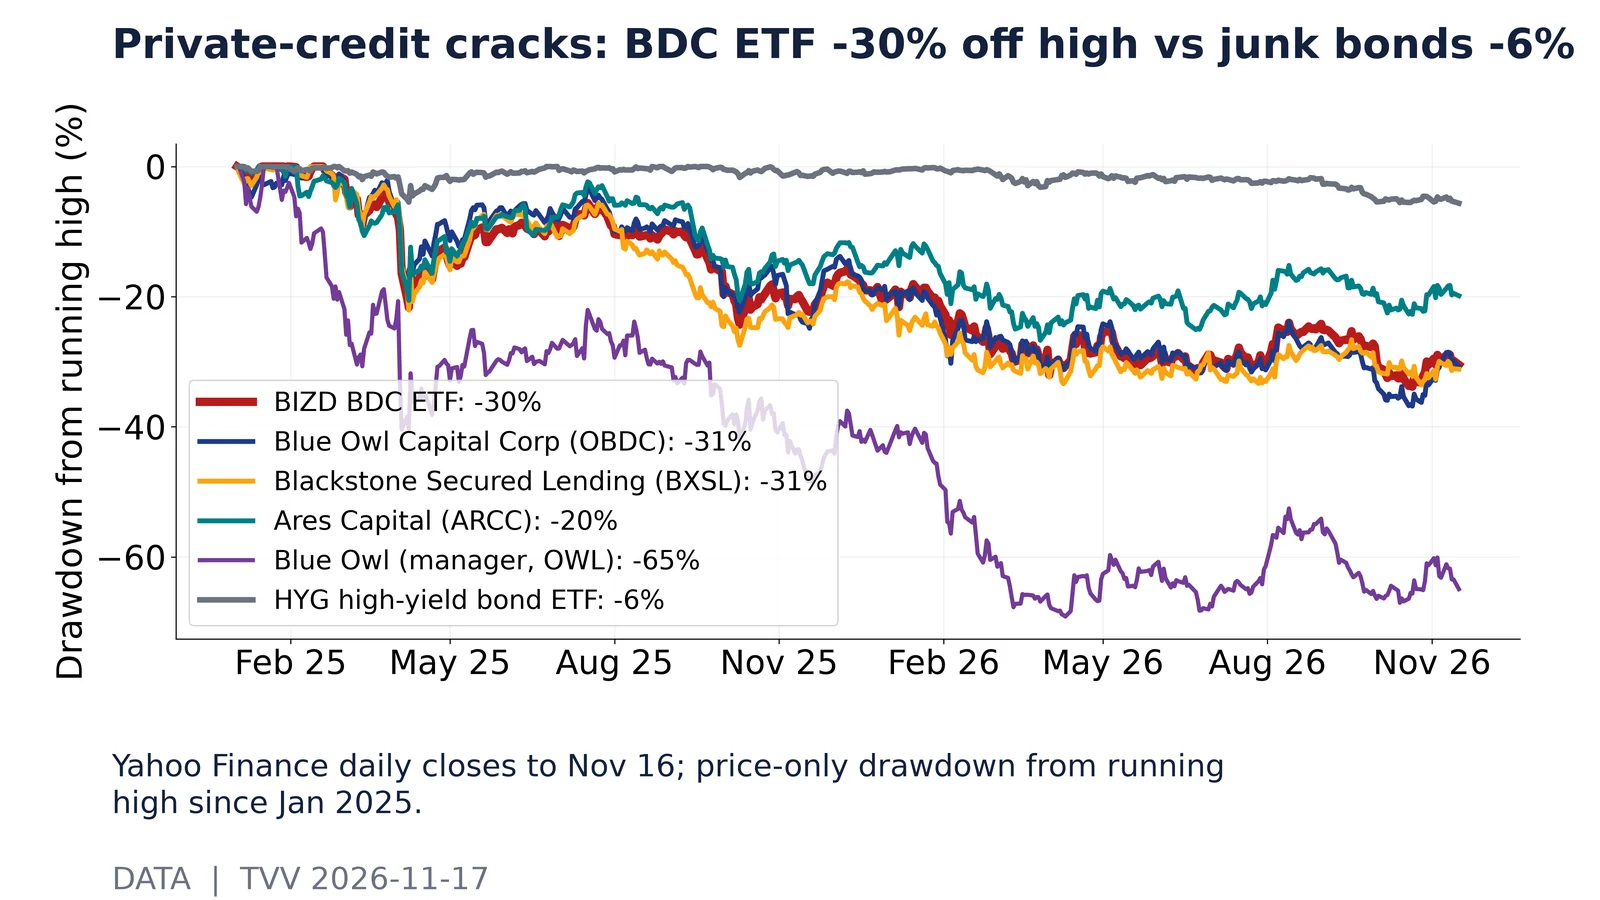 Private-credit cracks: BDC ETF -30% off high vs junk bonds -6%
Drawdown from running high (%)
0
−20
−40
−60
BIZD BDC ETF: -30%
Blue Owl Capital Corp (OBDC): -31%
Blackstone Secured Lending (BXSL): -31%
Ares Capital (ARCC): -20%
Blue Owl (manager, OWL): -65%
HYG high-yield bond ETF: -6%
Feb 25 May 25 Aug 25 Nov 25 Feb 26 May 26 Aug 26 Nov 26
Yahoo Finance daily closes to Nov 16; price-only drawdown from running
high since Jan 2025.
DATA | TVV 2026-11-17